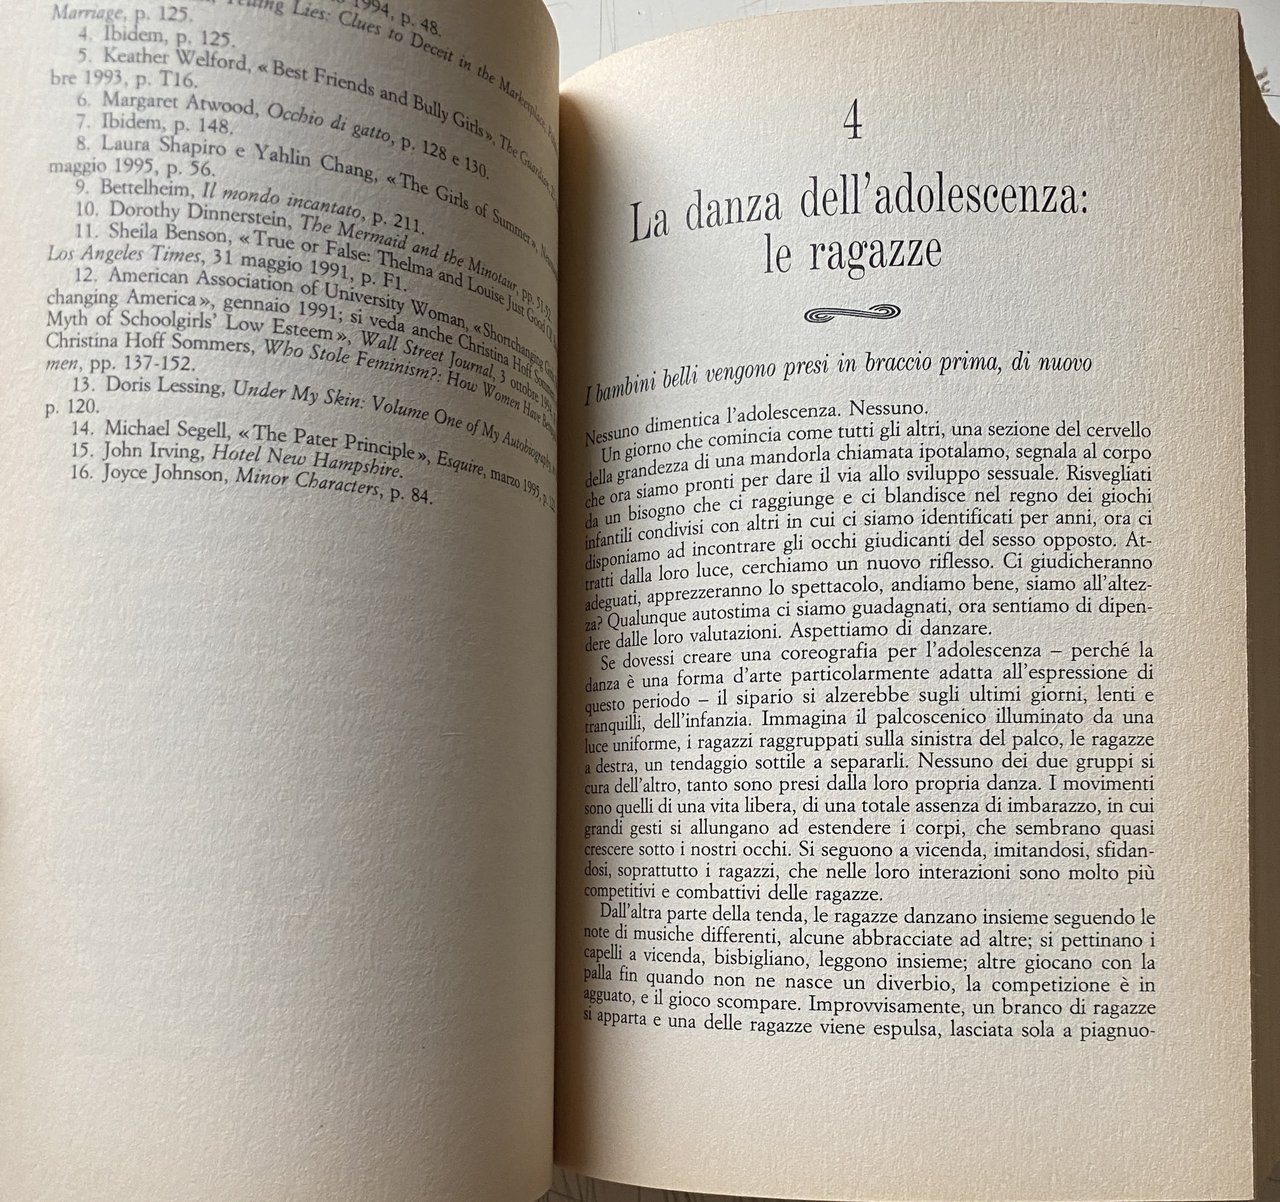 1994, p. 48.
Telling Lies: Clues to Deceit in the Marketplace,
Marriage, p. 125.
4. Ibidem, p. 125.
5. Keather Welford, « Best Friends and Bully Girls», The Guardian,
bre 1993, p. T16.
6. Margaret Atwood, Occhio di gatto, p. 128 e 130.
7. Ibidem, p. 148.
8. Laura Shapiro e Yahlin Chang, « The Girls of Summer»,
maggio 1995, p. 56.
9. Bettelheim, Il mondo incantato, p. 211.
10. Dorothy Dinnerstein, The Mermaid and the Minotaur, pp. 51-52.
11. Sheila Benson, « True or False: Thelma and Louise Just Good
Los Angeles Times, 31 maggio 1991, p. F1.
12. American Association of University Woman, « Shortchanging
changing America», gennaio 1991; si veda anche Christina Hoff
Myth of Schoolgirls' Low Esteem», Wall Street Journal, 3 ottobre
Christina Hoff Sommers, Who Stole Feminism?: How Women Have
men, pp. 137-152.
13. Doris Lessing, Under My Skin: Volume One of My Autobiography,
p. 120.
14. Michael Segell, « The Pater Principle», Esquire, marzo 1995, p.
15. John Irving, Hotel New Hampshire.
16. Joyce Johnson, Minor Characters, p. 84.
4
La danza dell'adolescenza:
le ragazze
I bambini belli vengono presi in braccio prima, di nuovo
Nessuno dimentica l'adolescenza. Nessuno.
Un giorno che comincia come tutti gli altri, una sezione del cervello
della grandezza di una mandorla chiamata ipotalamo, segnala al corpo
che ora siamo pronti per dare il via allo sviluppo sessuale. Risvegliati
da un bisogno che ci raggiunge e ci blandisce nel regno dei giochi
infantili condivisi con altri in cui ci siamo identificati per anni, ora ci
disponiamo ad incontrare gli occhi giudicanti del sesso opposto. At-
tratti dalla loro luce, cerchiamo un nuovo riflesso. Ci giudicheranno
adeguati, apprezzeranno lo spettacolo, andiamo bene, siamo all'altez-
za? Qualunque autostima ci siamo guadagnati, ora sentiamo di dipen-
dere dalle loro valutazioni. Aspettiamo di danzare.
Se dovessi creare una coreografia per l'adolescenza – perché la
danza è una forma d'arte particolarmente adatta all'espressione di
questo periodo – il sipario si alzerebbe sugli ultimi giorni, lenti e
tranquilli, dell'infanzia. Immagina il palcoscenico illuminato da una
luce uniforme, i ragazzi raggruppati sulla sinistra del palco, le ragazze
a destra, un tendaggio sottile a separarli. Nessuno dei due gruppi si
cura dell'altro, tanto sono presi dalla loro propria danza. I movimenti
sono quelli di una vita libera, di una totale assenza di imbarazzo, in cui
grandi gesti si allungano ad estendere i corpi, che sembrano quasi
crescere sotto i nostri occhi. Si seguono a vicenda, imitandosi, sfidan-
dosi, soprattutto i ragazzi, che nelle loro interazioni sono molto più
competitivi e combattivi delle ragazze.
Dall'altra parte della tenda, le ragazze danzano insieme seguendo le
note di musiche differenti, alcune abbracciate ad altre; si pettinano i
capelli a vicenda, bisbigliano, leggono insieme; altre giocano con la
palla fin quando non ne nasce un diverbio, la competizione è in
agguato, e il gioco scompare. Improvvisamente, un branco di ragazze
si apparta e una delle ragazze viene espulsa, lasciata sola a piagnuo-